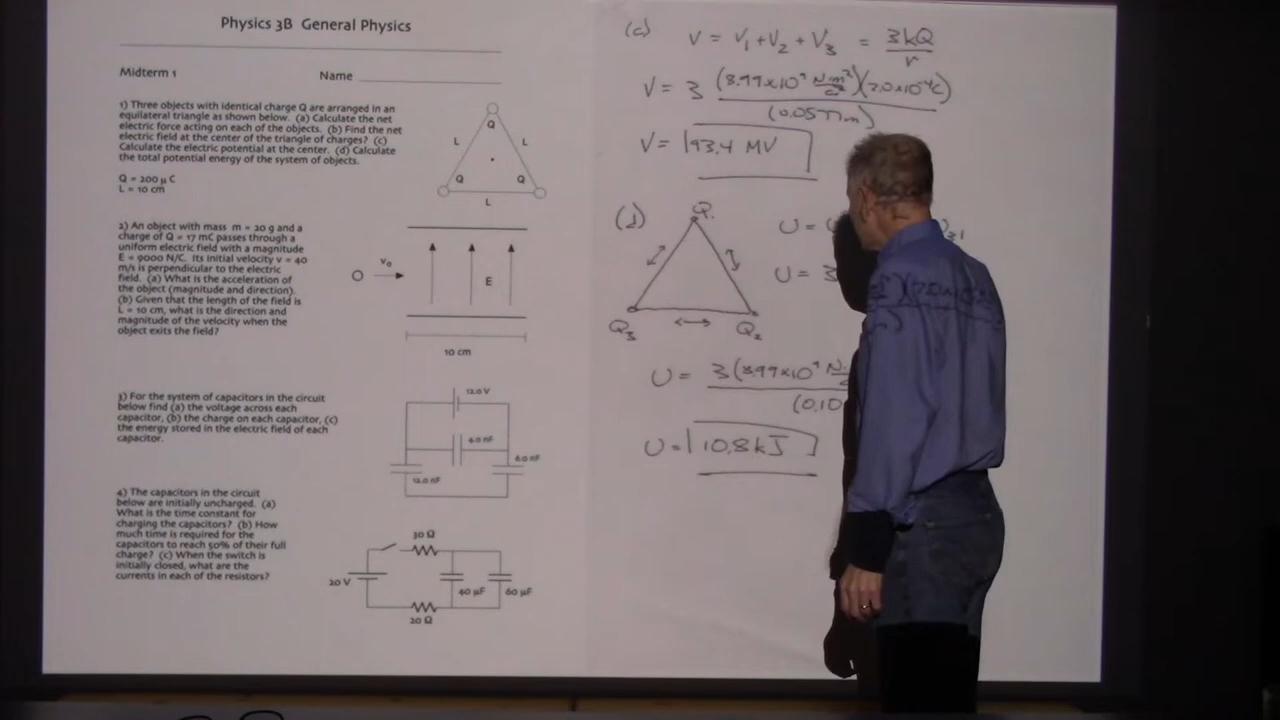 Physics 3B General Physics
Midterm 1
Name
1) Three objects with identical charge Q are arranged in an
equilateral triangle as shown below. (a) Calculate the net
electric force acting on each of the objects. (b) Find the net
electric field at the center of the triangle of charges? (c)
Calculate the electric potential at the center. (d) Calculate
the total potential energy of the system of objects.
Q = 200 μ C
L = 10 cm
Q
L
L
Q
Q
L
2) An object with mass m = 20 g and a
charge of Q = 17 mC passes through a
uniform electric field with a magnitude
E = 9000 N/C. Its initial velocity v = 40
m/s is perpendicular to the electric
field. (a) What is the acceleration of
the object (magnitude and direction).
(b) Given that the length of the field is
L = 10 cm, what is the direction and
magnitude of the velocity when the
object exits the field?
v₀
E
10 cm
3) For the system of capacitors in the circuit
below find (a) the voltage across each
capacitor, (b) the charge on each capacitor, (c)
the energy stored in the electric field of each
capacitor.
12.0 V
4.0 nF
6.0 nF
12.0 nF
4) The capacitors in the circuit
below are initially uncharged. (a)
What is the time constant for
charging the capacitors? (b) How
much time is required for the
capacitors to reach 50% of their full
charge? (c) When the switch is
initially closed, what are the
currents in each of the resistors?
30 Ω
20 V
40 μF
60 μF
20 Ω
(c) V = V₁ + V₂ + V₃ = 3kQ
r
V = 3 (8.99x10⁹ N·m²/C²)(2.0x10⁻⁴C)
(0.0577m)
V = 93.4 MV
(d)
Q₁
U =
31
U = 3
Q₃
Q₂
U = 3(8.99x10⁹ N·
(0.10
U = 10.8 kJ